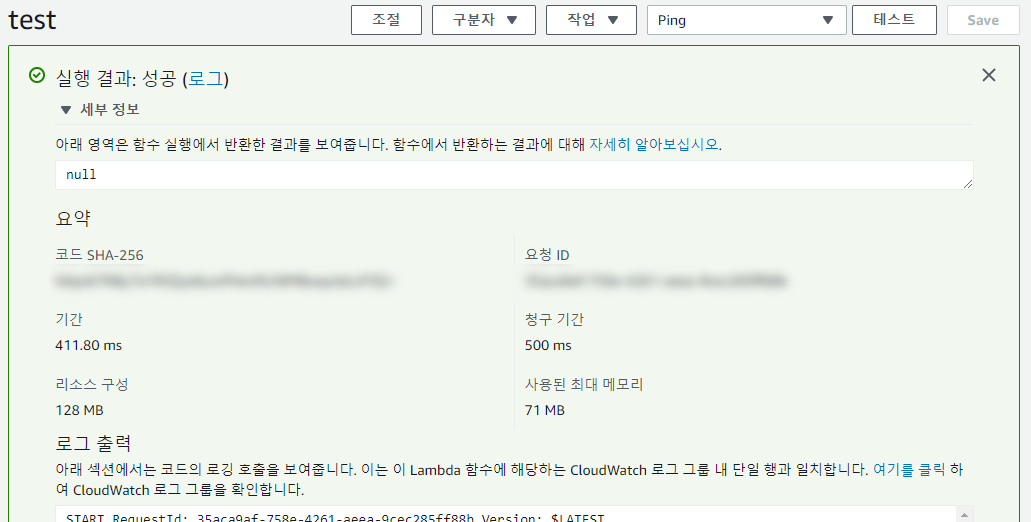 test
조절
구분자
작업
Ping
테스트
Save
실행 결과: 성공 (로그)
세부 정보
아래 영역은 함수 실행에서 반환한 결과를 보여줍니다. 함수에서 반환하는 결과에 대해 자세히 알아보십시오.
null
요약
코드 SHA-256
요청 ID
기간
청구 기간
411.80 ms
500 ms
리소스 구성
사용된 최대 메모리
128 MB
71 MB
로그 출력
아래 섹션에서는 코드의 로깅 호출을 보여줍니다. 이는 이 Lambda 함수에 해당하는 CloudWatch 로그 그룹 내 단일 행과 일치합니다. 여기를 클릭 하
여 CloudWatch 로그 그룹을 확인합니다.
START RequestId: 35aca9af-758e-4261-aeea-9cec285ff88b Version: $LATEST